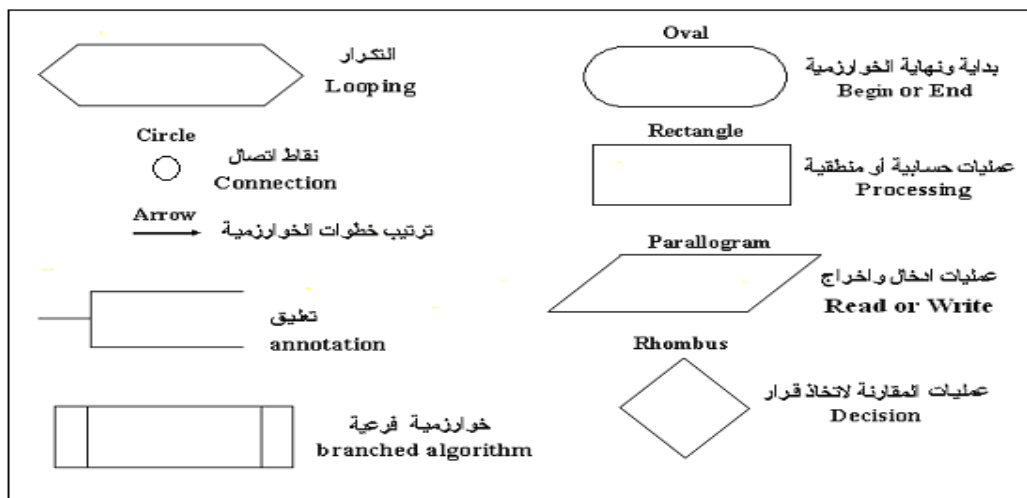 التكرار
Looping
Circle
نقاط اتصال
Connection
Arrow
ترتيب خطوات الخوارزمية
تعليق
annotation
خوارزمية فرعية
branched algorithm
Oval
بداية ونهاية الخوارزمية
Begin or End
Rectangle
عمليات حسابية أو منطقية
Processing
Parallogram
عمليات ادخال واخراج
Read or Write
Rhombus
عمليات المقارنة لاتخاذ قرار
Decision